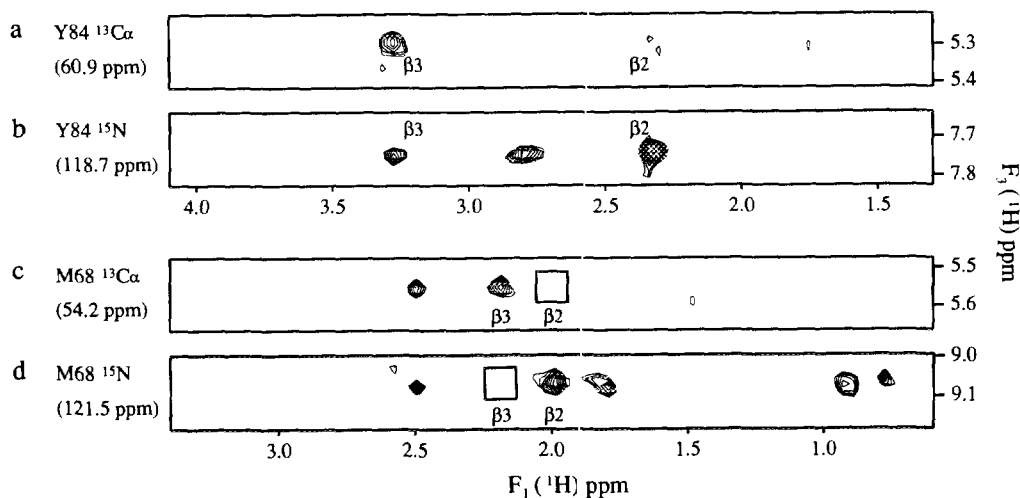 a Y84 ¹³Cα
(60.9 ppm)
β3 β2
5.3
5.4
b Y84 ¹⁵N
(118.7 ppm)
β3 β2
7.7
7.8
4.0 3.5 3.0 2.5 2.0 1.5
F₃ (¹H) ppm
c M68 ¹³Cα
(54.2 ppm)
β3 β2
5.5
5.6
d M68 ¹⁵N
(121.5 ppm)
β3 β2
9.0
9.1
3.0 2.5 2.0 1.5 1.0
F₁ (¹H) ppm